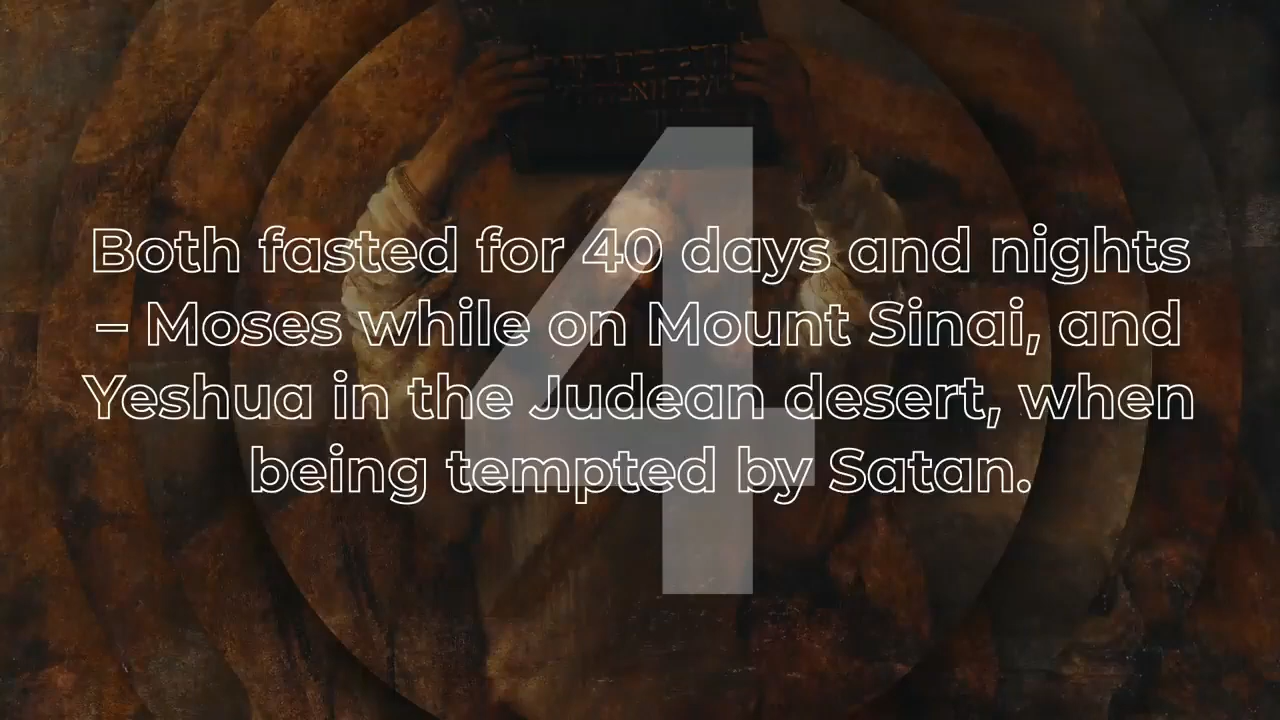 Both fasted for 40 days and nights
– Moses while on Mount Sinai, and
Yeshua in the Judean desert, when
being tempted by Satan.
4